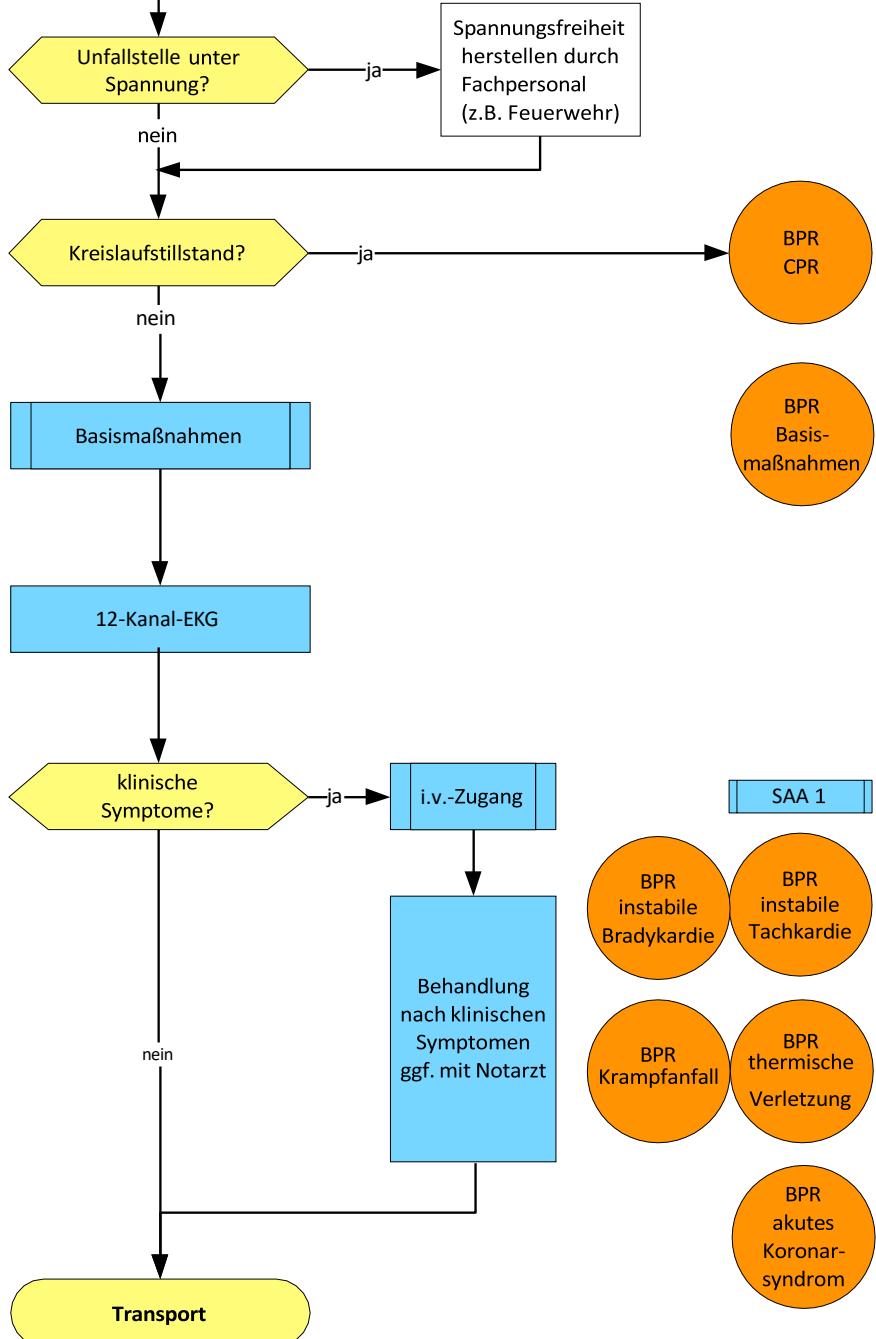 Unfallstelle unter
Spannung?
ja
Spannungsfreiheit
herstellen durch
Fachpersonal
(z.B. Feuerwehr)
nein
Kreislaufstillstand?
ja
BPR
CPR
nein
Basismaßnahmen
BPR
Basis-
maßnahmen
12-Kanal-EKG
klinische
Symptome?
ja
i.v.-Zugang
SAA 1
BPR
instabile
Bradykardie
BPR
instabile
Tachkardie
Behandlung
nach klinischen
Symptomen
ggf. mit Notarzt
nein
BPR
Krampfanfall
BPR
thermische
Verletzung
BPR
akutes
Koronar-
syndrom
Transport